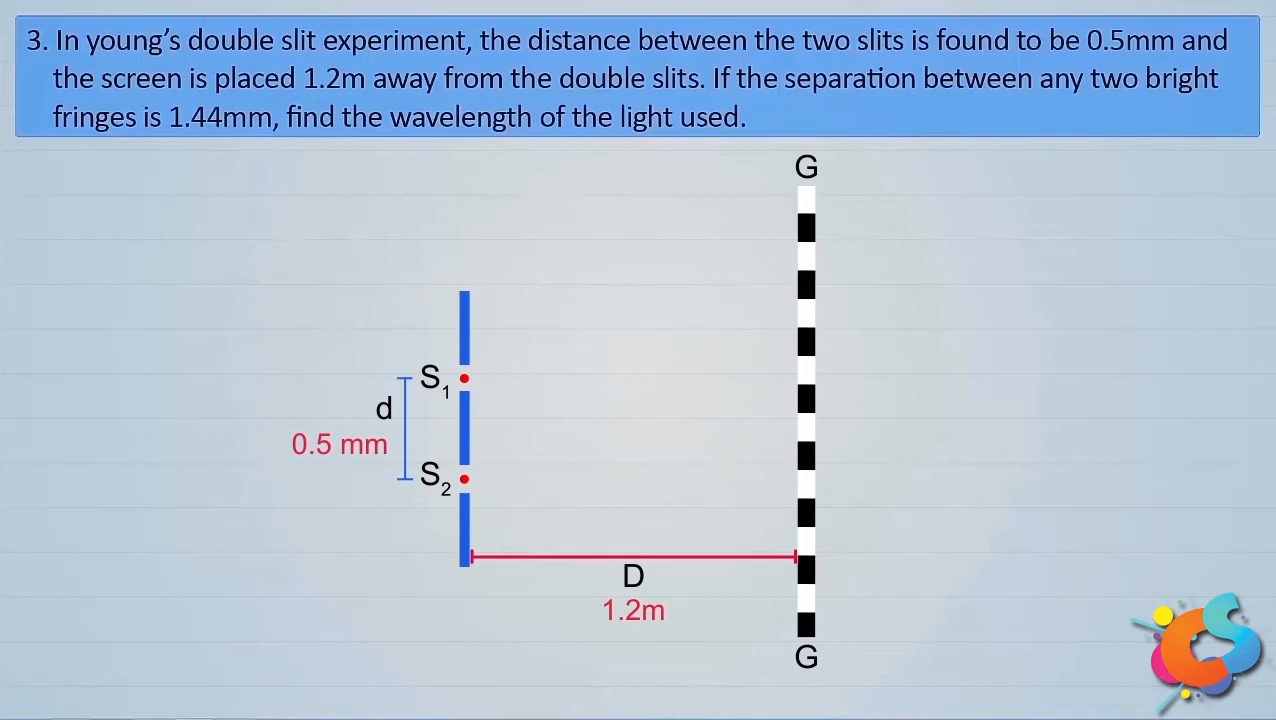 3. In young's double slit experiment, the distance between the two slits is found to be 0.5mm and
the screen is placed 1.2m away from the double slits. If the separation between any two bright
fringes is 1.44mm, find the wavelength of the light used.
G
S1
d
0.5 mm
S2
D
1.2m
G
CS